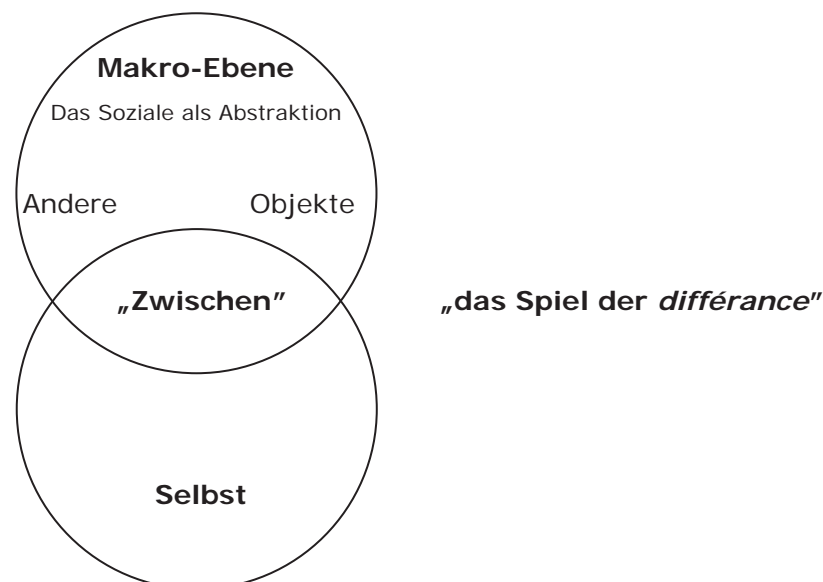 Makro-Ebene
Das Soziale als Abstraktion
Andere Objekte
„Zwischen” „das Spiel der différance”
Selbst